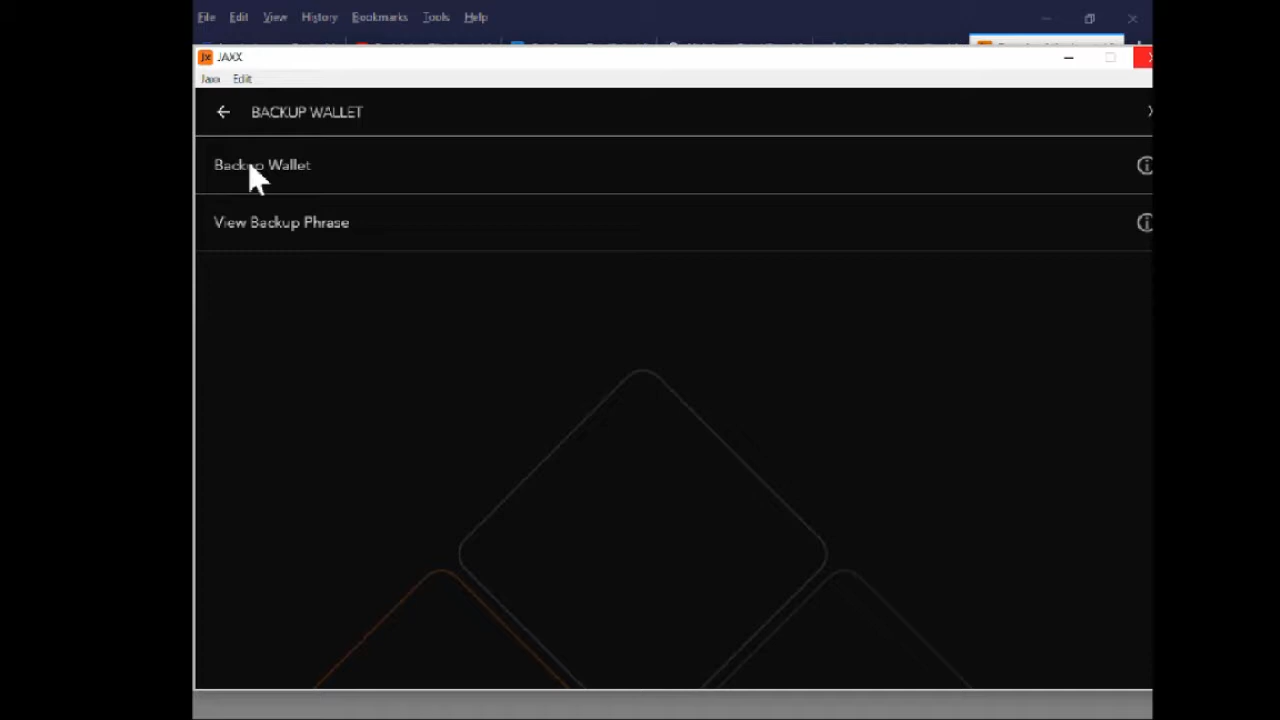 File Edit View History Bookmarks Tools Help
JAXX
Jaxx Edit
BACKUP WALLET
Backup Wallet
View Backup Phrase